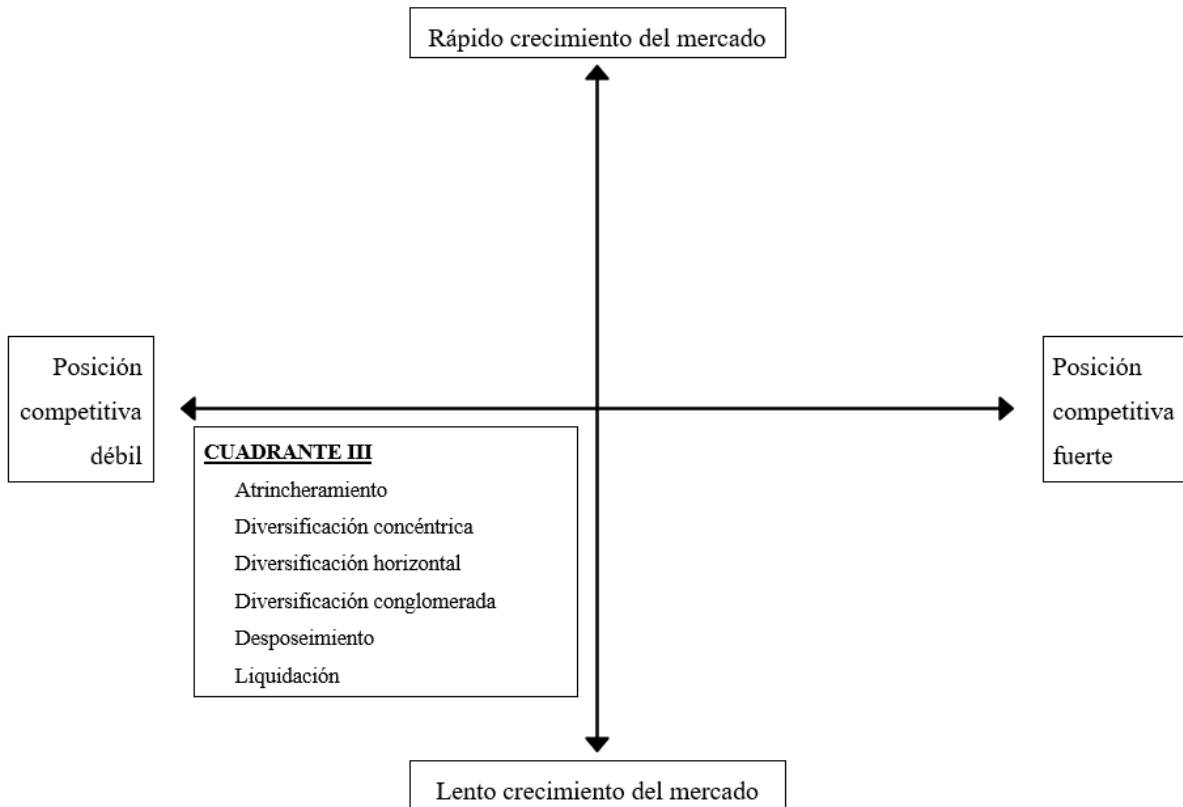 Rápido crecimiento del mercado
Posición
competitiva
débil
Posición
competitiva
fuerte
CUADRANTE III
Atrincheramiento
Diversificación concéntrica
Diversificación horizontal
Diversificación conglomerada
Desposeimiento
Liquidación
Lento crecimiento del mercado